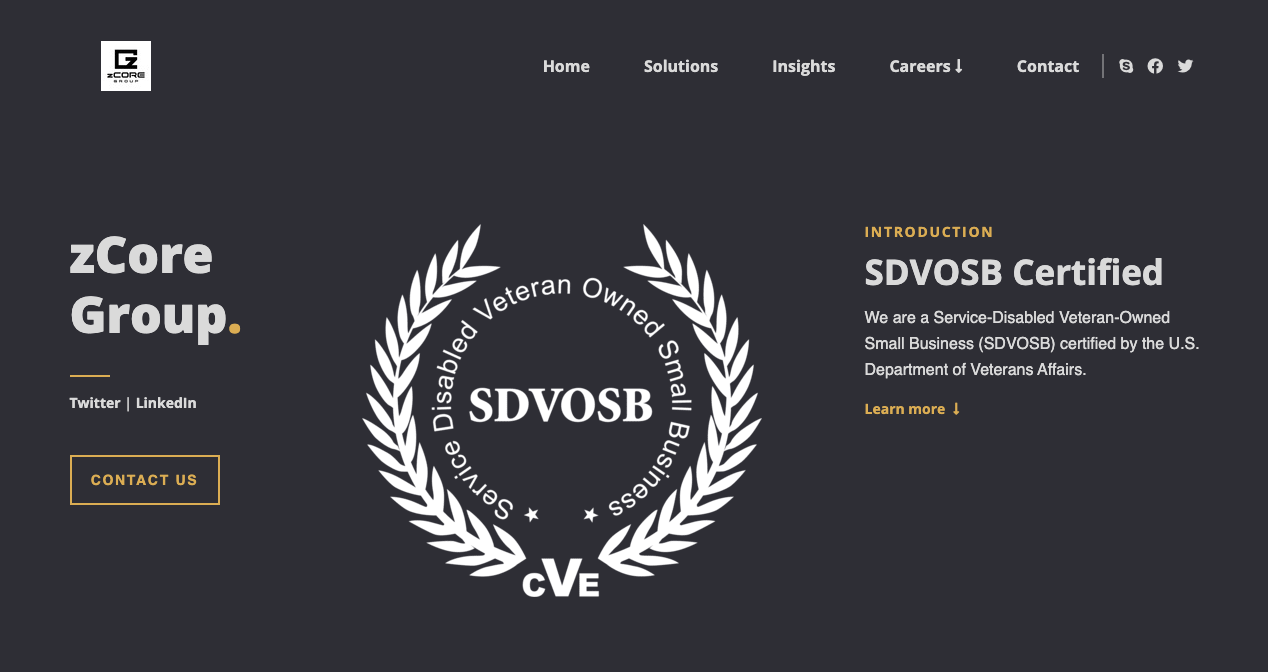 GZ
zCORE
GROUP
Home
Solutions
Insights
Careers
Contact
zCore
Group.
Twitter | LinkedIn
CONTACT US
Service Disabled Veteran Owned Small Business
SDVOSB
CVE
INTRODUCTION
SDVOSB Certified
We are a Service-Disabled Veteran-Owned
Small Business (SDVOSB) certified by the U.S.
Department of Veterans Affairs.
Learn more